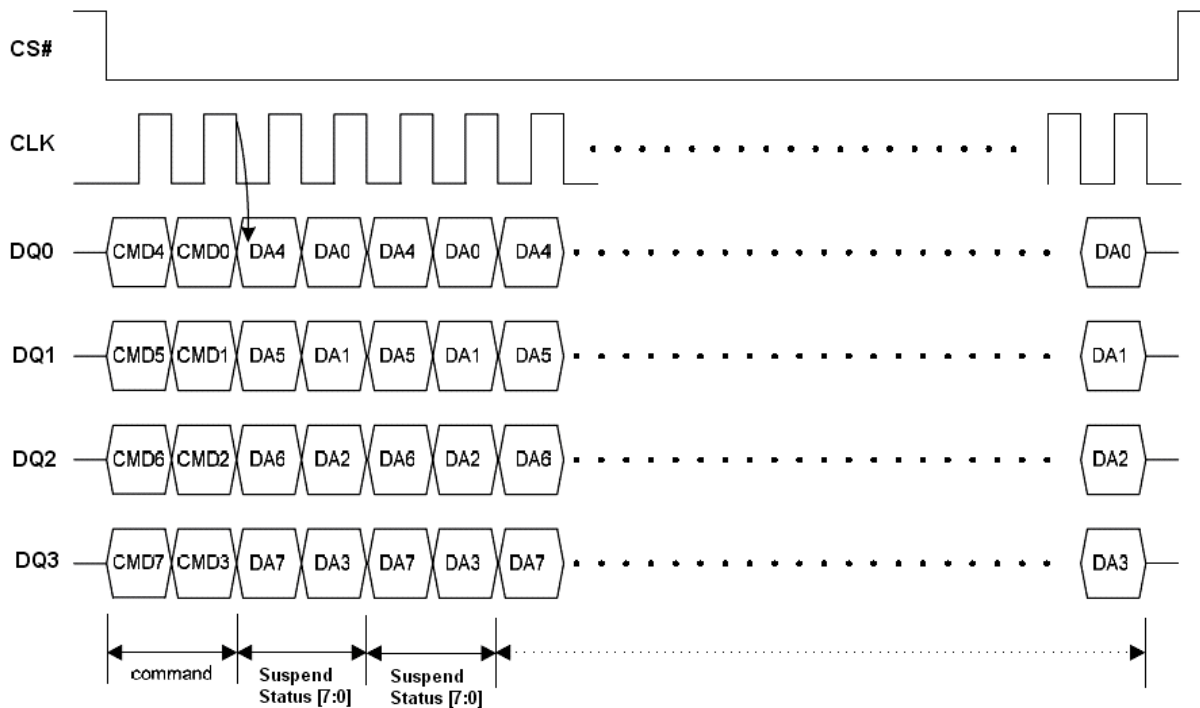 CS#
CLK
DQ0 CMD4 CMD0 DA4 DA0 DA4 DA0 DA4 DA0
DQ1 CMD5 CMD1 DA5 DA1 DA5 DA1 DA5 DA1
DQ2 CMD6 CMD2 DA6 DA2 DA6 DA2 DA6 DA2
DQ3 CMD7 CMD3 DA7 DA3 DA7 DA3 DA7 DA3
command
Suspend
Status [7:0]
Suspend
Status [7:0]